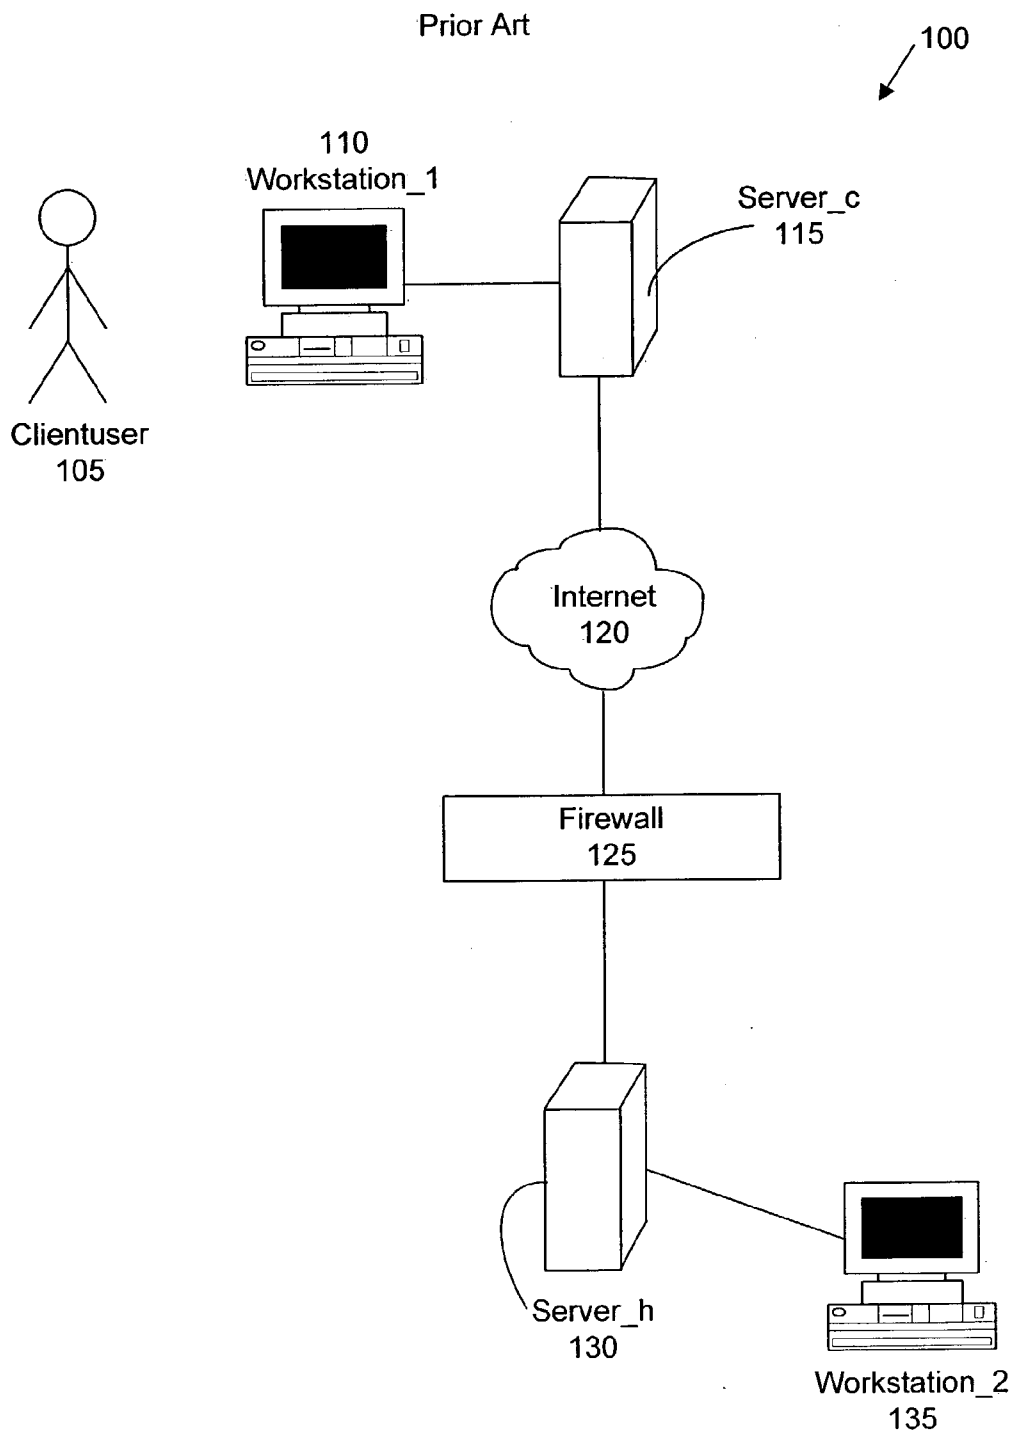 Prior Art
100
110
Workstation_1
Server_c
115
Clientuser
105
Internet
120
Firewall
125
Server_h
130
Workstation_2
135